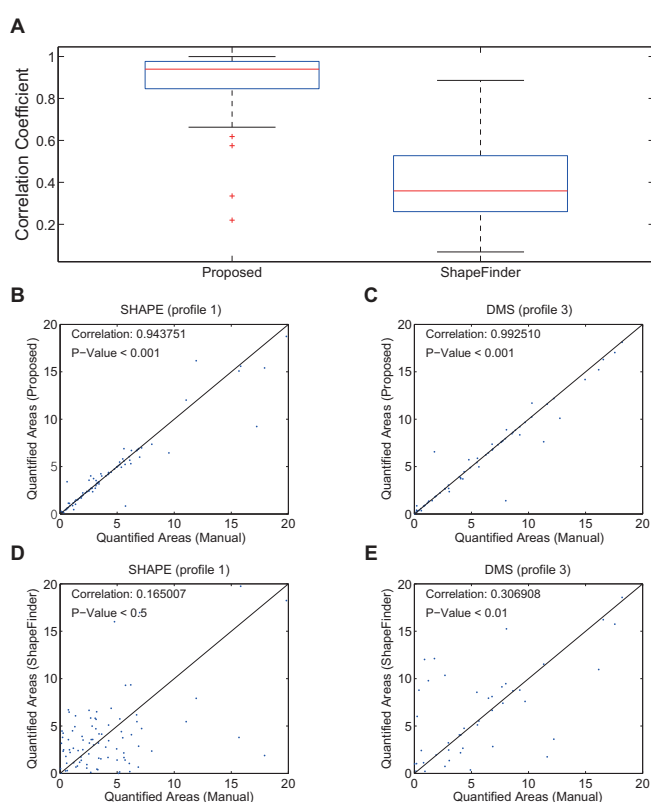 A
1
0.8
0.6
0.4
0.2
Correlation Coefficient
Proposed ShapeFinder
B C
SHAPE (profile 1) DMS (profile 3)
20 20
Correlation: 0.943751 Correlation: 0.992510
P-Value < 0.001 P-Value < 0.001
15 15
10 10
5 5
0 0
Quantified Areas (Proposed) Quantified Areas (Proposed)
0 5 10 15 20 0 5 10 15 20
Quantified Areas (Manual) Quantified Areas (Manual)
D E
SHAPE (profile 1) DMS (profile 3)
20 20
Correlation: 0.165007 Correlation: 0.306908
P-Value < 0.5 P-Value < 0.01
15 15
10 10
5 5
0 0
Quantified Areas (ShapeFinder) Quantified Areas (ShapeFinder)
0 5 10 15 20 0 5 10 15 20
Quantified Areas (Manual) Quantified Areas (Manual)